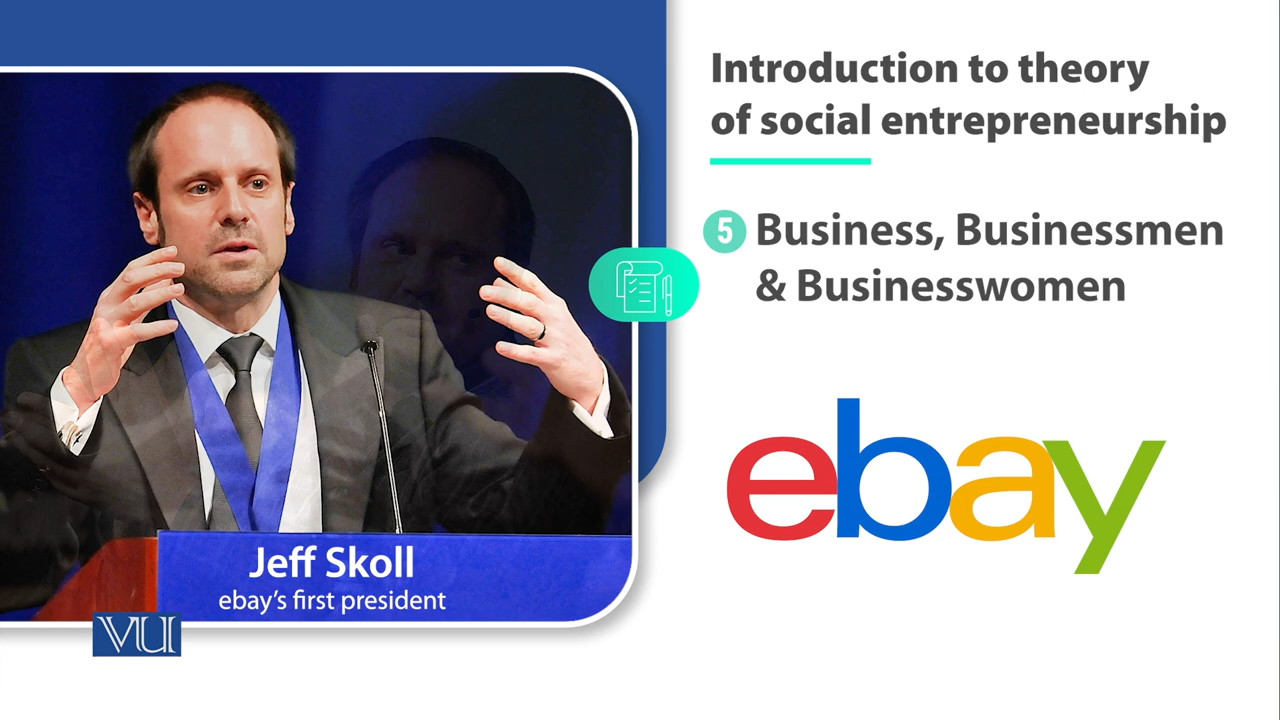 Introduction to theory
of social entrepreneurship
5 Business, Businessmen
& Businesswomen
ebay
Jeff Skoll
ebay's first president
VU